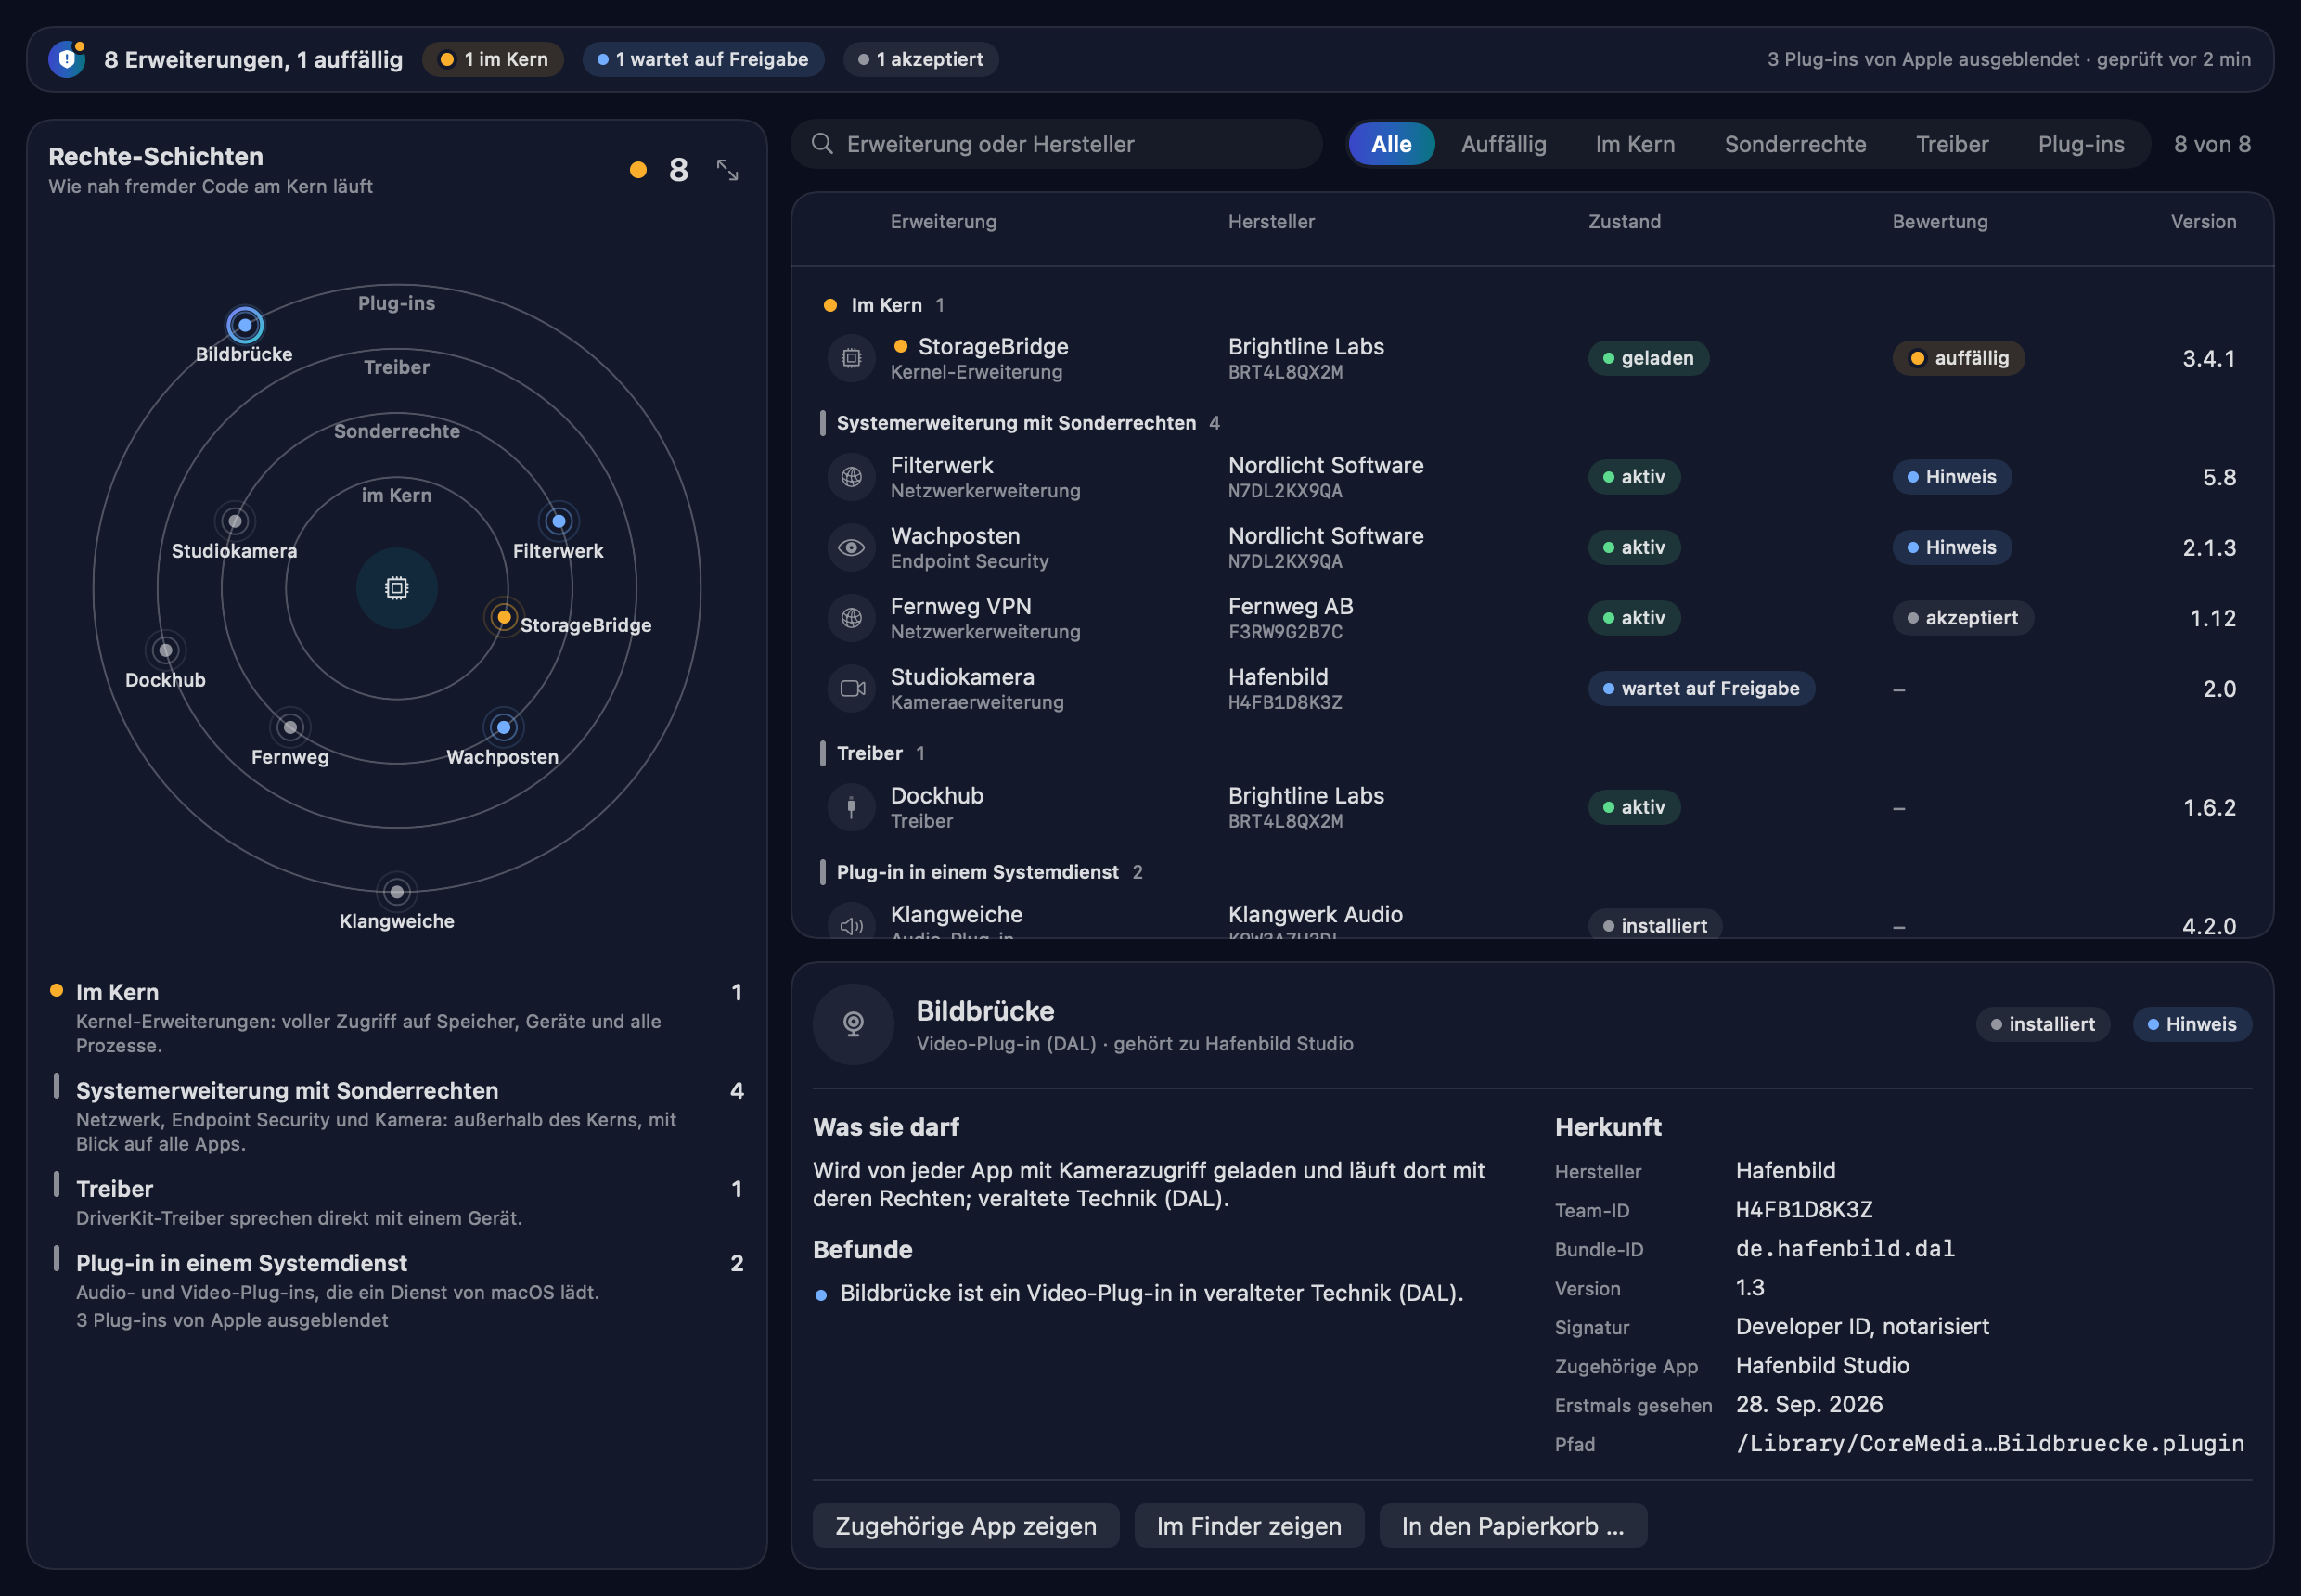 8 Erweiterungen, 1 auffällig
1 im Kern
1 wartet auf Freigabe
1 akzeptiert
3 Plug-ins von Apple ausgeblendet · geprüft vor 2 min
Rechte-Schichten
Wie nah fremder Code am Kern läuft
8
Plug-ins
Bildbrücke
Treiber
Sonderrechte
im Kern
Studiokamera
Filterwerk
StorageBridge
Dockhub
Fernweg
Wachposten
Klangweiche
Im Kern 1
Kernel-Erweiterungen: voller Zugriff auf Speicher, Geräte und alle
Prozesse.
Systemerweiterung mit Sonderrechten 4
Netzwerk, Endpoint Security und Kamera: außerhalb des Kerns, mit
Blick auf alle Apps.
Treiber 1
DriverKit-Treiber sprechen direkt mit einem Gerät.
Plug-in in einem Systemdienst 2
Audio- und Video-Plug-ins, die ein Dienst von macOS lädt.
3 Plug-ins von Apple ausgeblendet
Erweiterung oder Hersteller
Alle Auffällig Im Kern Sonderrechte Treiber Plug-ins
8 von 8
Erweiterung Hersteller Zustand Bewertung Version
Im Kern 1
StorageBridge Brightline Labs geladen auffällig 3.4.1
Kernel-Erweiterung BRT4L8QX2M
Systemerweiterung mit Sonderrechten 4
Filterwerk Nordlicht Software aktiv Hinweis 5.8
Netzwerkerweiterung N7DL2KX9QA
Wachposten Nordlicht Software aktiv Hinweis 2.1.3
Endpoint Security N7DL2KX9QA
Fernweg VPN Fernweg AB aktiv akzeptiert 1.12
Netzwerkerweiterung F3RW9G2B7C
Studiokamera Hafenbild wartet auf Freigabe – 2.0
Kameraerweiterung H4FB1D8K3Z
Treiber 1
Dockhub Brightline Labs aktiv – 1.6.2
Treiber BRT4L8QX2M
Plug-in in einem Systemdienst 2
Klangweiche Klangwerk Audio installiert – 4.2.0
Audio-Plug-in
Bildbrücke
Video-Plug-in (DAL) · gehört zu Hafenbild Studio
installiert
Hinweis
Was sie darf
Wird von jeder App mit Kamerazugriff geladen und läuft dort mit
deren Rechten; veraltete Technik (DAL).
Befunde
Bildbrücke ist ein Video-Plug-in in veralteter Technik (DAL).
Herkunft
Hersteller Hafenbild
Team-ID H4FB1D8K3Z
Bundle-ID de.hafenbild.dal
Version 1.3
Signatur Developer ID, notarisiert
Zugehörige App Hafenbild Studio
Erstmals gesehen 28. Sep. 2026
Pfad /Library/CoreMedia…Bildbruecke.plugin
Zugehörige App zeigen
Im Finder zeigen
In den Papierkorb …